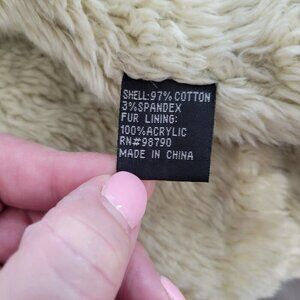 SHELL:97% COTTON
3%SPANDEX
FUR LINING:
100%ACRYLIC
RN#98790
MADE IN CHINA